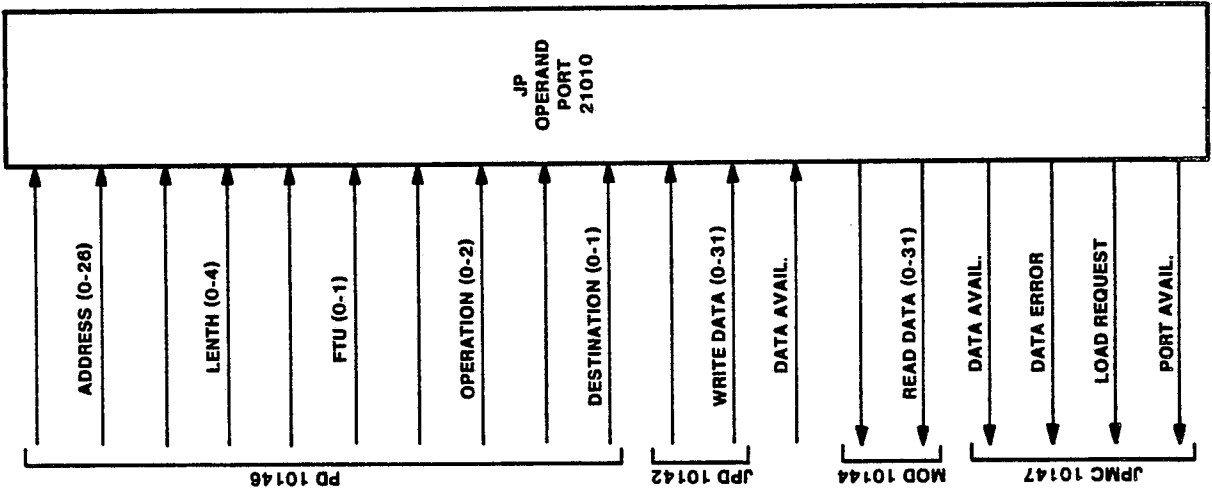 JP
OPERAND
PORT
21010
ADDRESS (0-26)
LENTH (0-4)
FTU (0-1)
OPERATION (0-2)
DESTINATION (0-1)
WRITE DATA (0-31)
DATA AVAIL.
READ DATA (0-31)
DATA AVAIL.
DATA ERROR
LOAD REQUEST
PORT AVAIL.
PD 10146
JPD 10142
MOD 10144
JPMC 10147